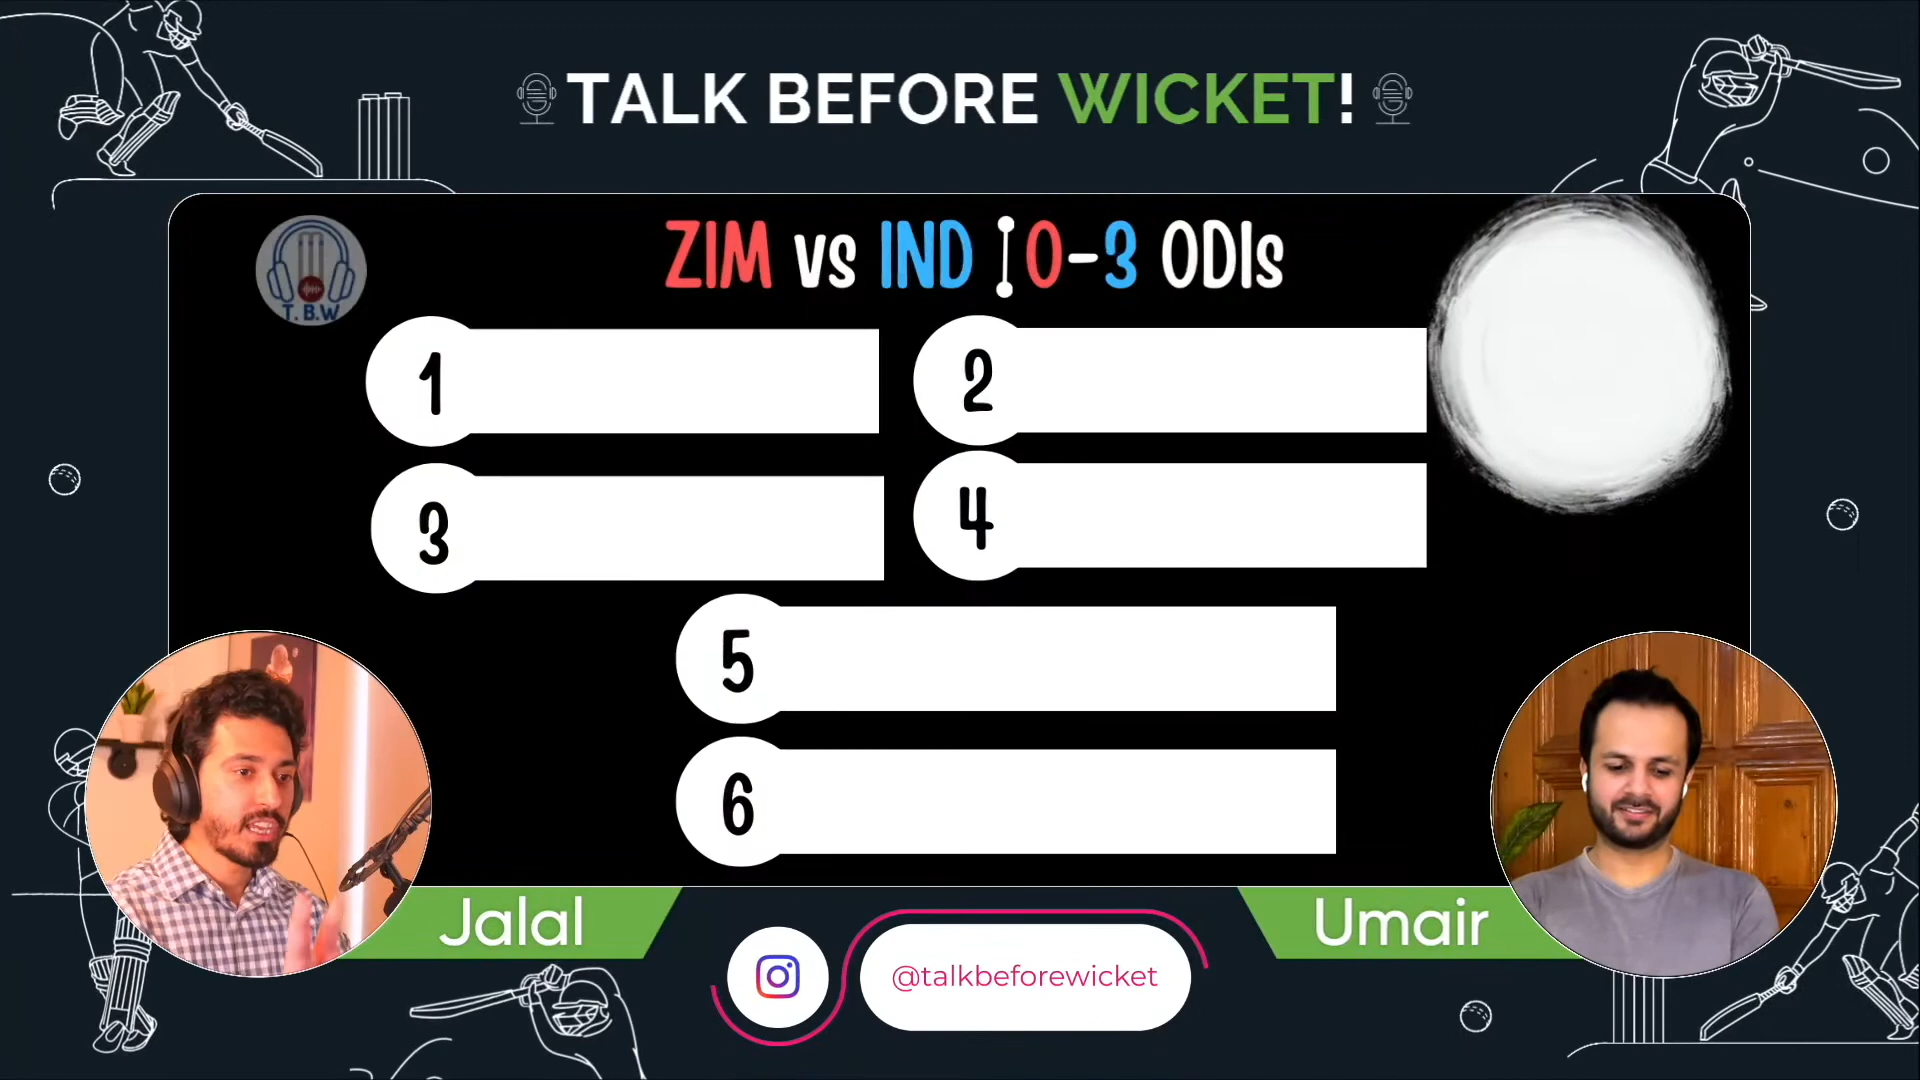 TALK BEFORE WICKET!
ZIM vs IND 0-3 ODIs
T.B.W
1
2
3
4
5
6
Jalal
Umair
@talkbeforewicket